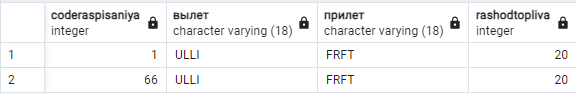 coderaspisaniya вылет прилет rashodtopliva
integer character varying (18) character varying (18) integer
1 1 ULLI FRFT 20
2 66 ULLI FRFT 20